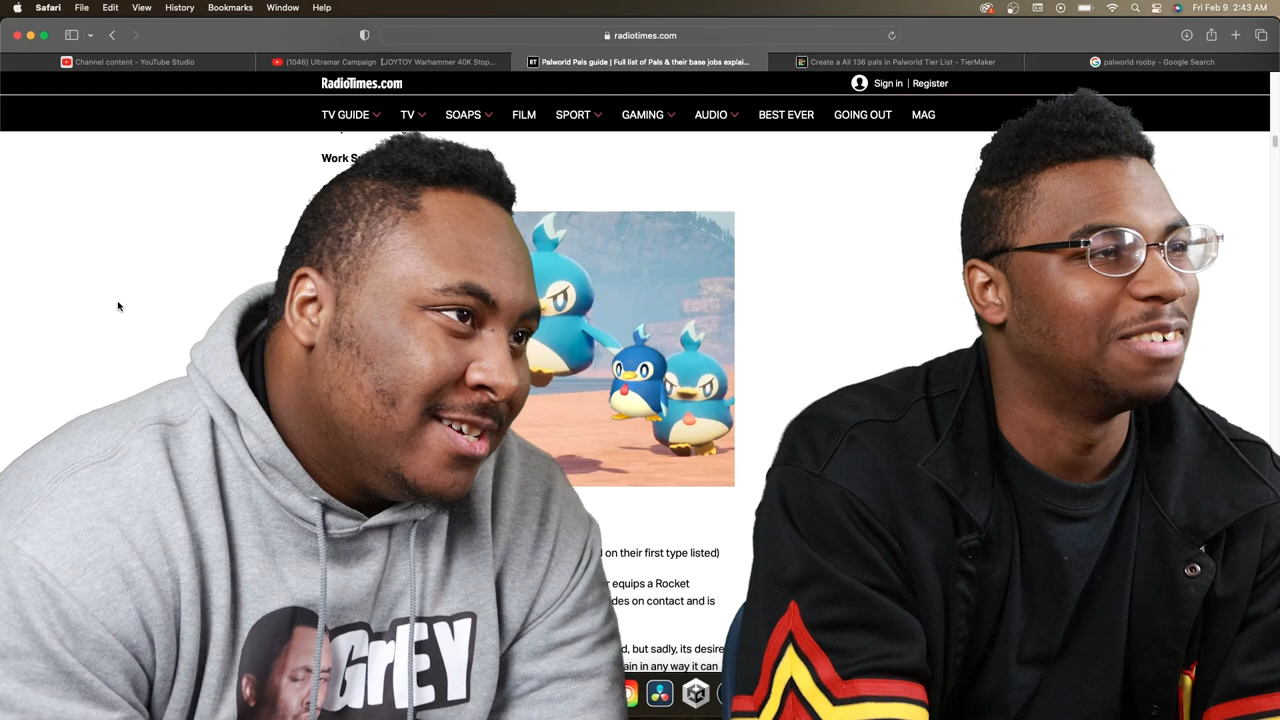 Safari File Edit View History Bookmarks Window Help Fri Feb 9 2:43 AM
radiotimes.com
Channel content - YouTube Studio
(1046) Ultramar Campaign【JOYTOY Warhammer 40K Stop...
RT Palworld Pals guide | Full list of Pals & their base jobs explai...
Create a All 136 pals in Palworld Tier List - TierMaker
palworld rooby - Google Search
RadioTimes.com Sign in | Register
TV GUIDE TV SOAPS FILM SPORT GAMING AUDIO BEST EVER GOING OUT MAG
Work
on their first type listed)
equips a Rocket
des on contact and is
d, but sadly, its desire
ain in any way it can
GrEY